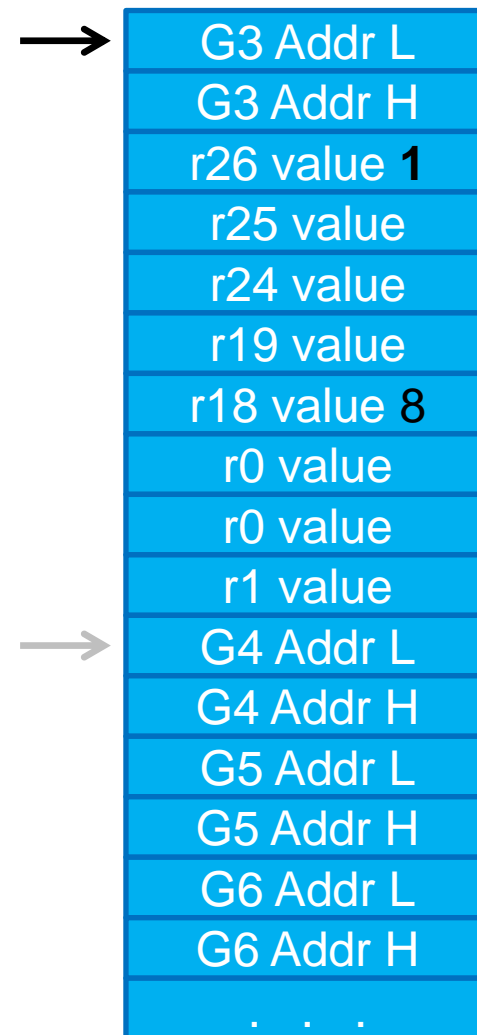 G3 Addr L
G3 Addr H
r26 value 1
r25 value
r24 value
r19 value
r18 value 8
r0 value
r0 value
r1 value
G4 Addr L
G4 Addr H
G5 Addr L
G5 Addr H
G6 Addr L
G6 Addr H
. . .